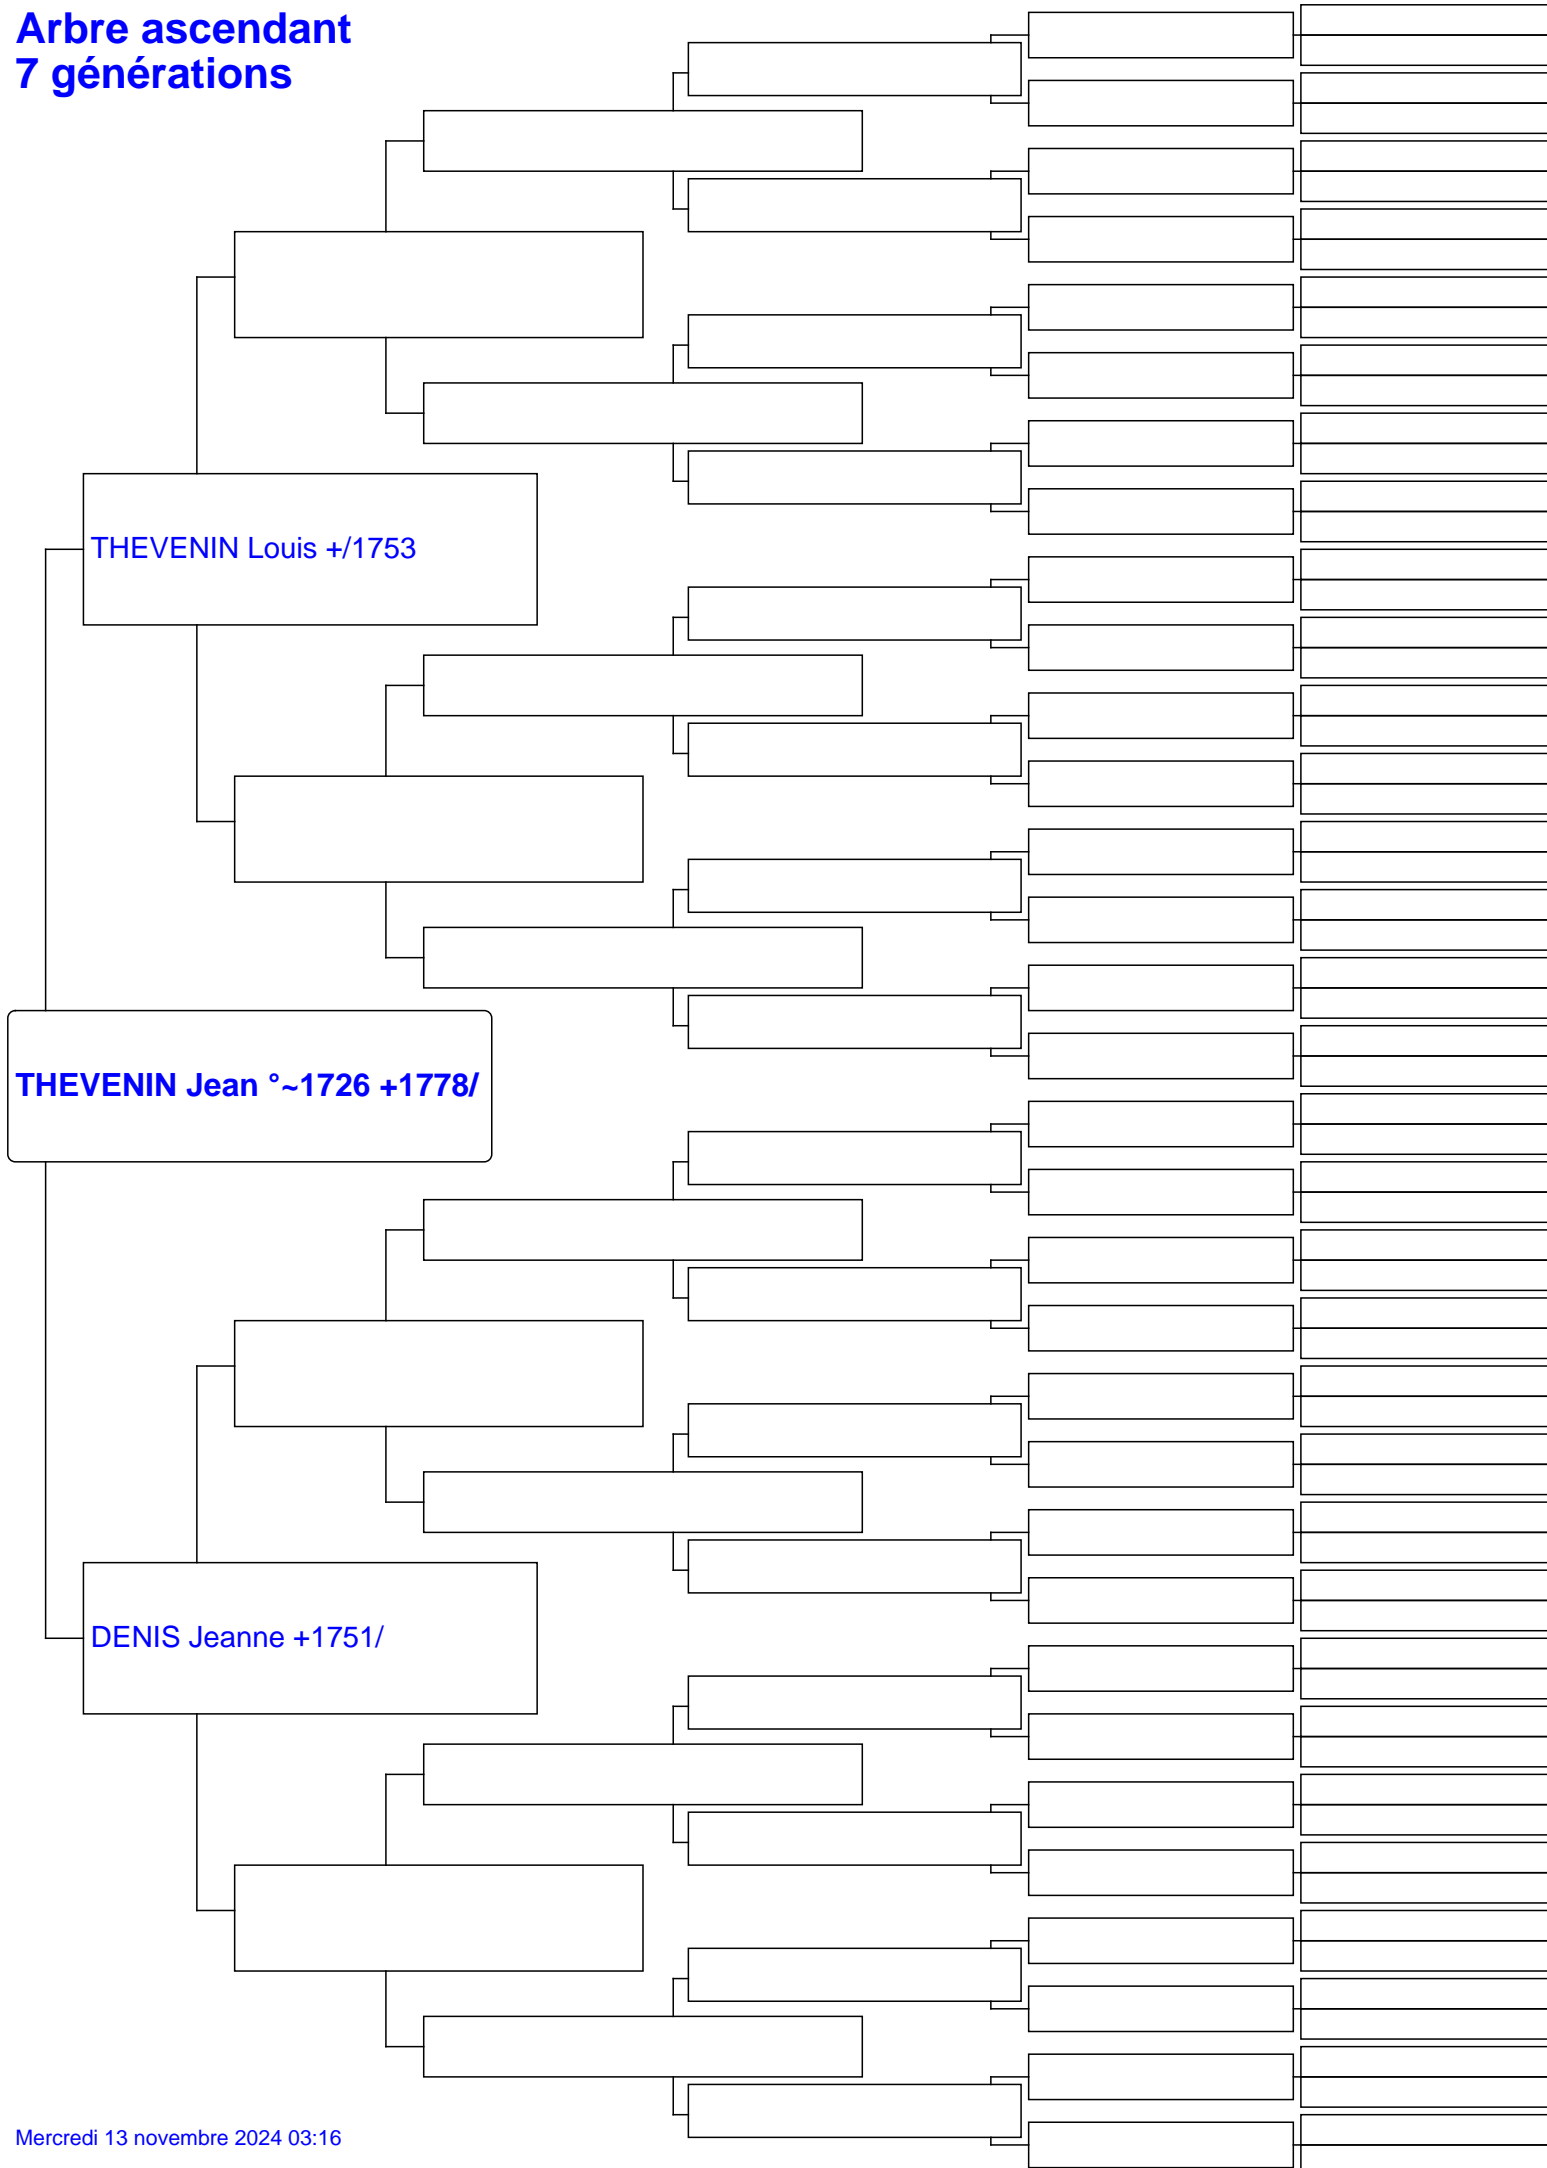 Arbre ascendant
7 générations
THEVENIN Louis +/1753
THEVENIN Jean °~1726 +1778/
DENIS Jeanne +1751/
Mercredi 13 novembre 2024 03:16